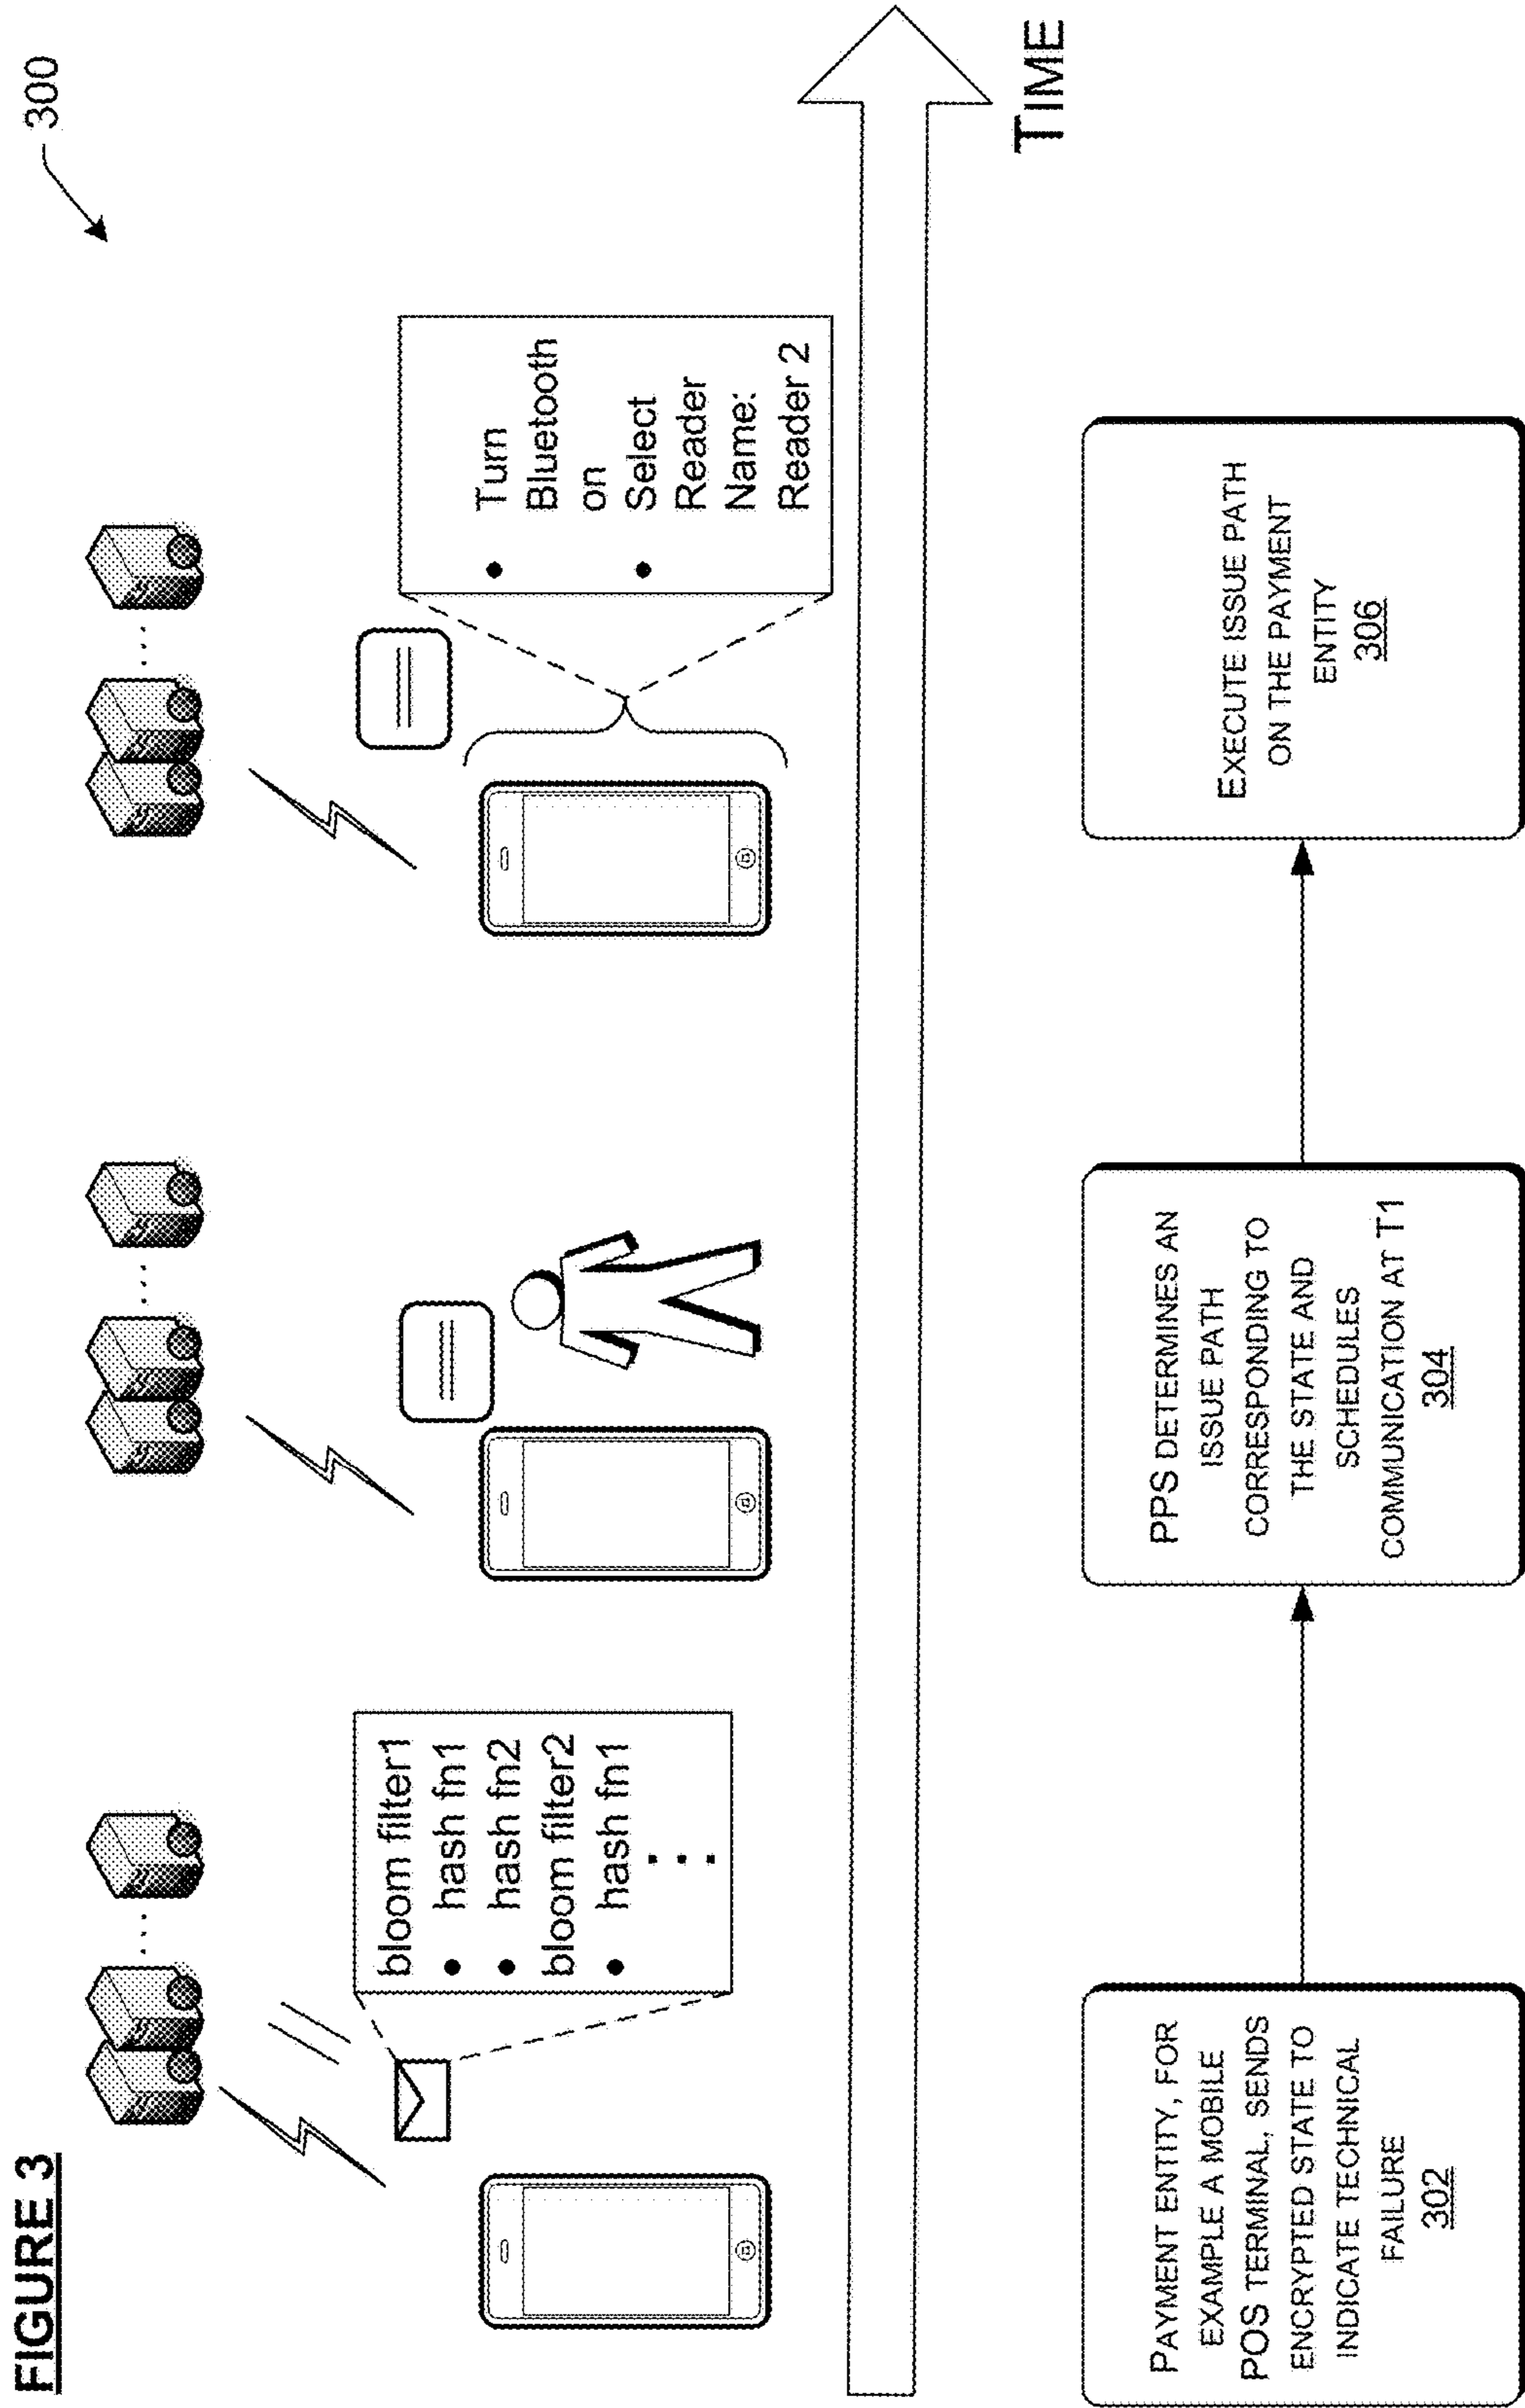 FIGURE 3
300
bloom filter1
• hash fn1
• hash fn2
bloom filter2
• hash fn1
• Turn
Bluetooth
on
• Select
Reader
Name:
Reader 2
TIME
PAYMENT ENTITY, FOR
EXAMPLE A MOBILE
POS TERMINAL, SENDS
ENCRYPTED STATE TO
INDICATE TECHNICAL
FAILURE
302
PPS DETERMINES AN
ISSUE PATH
CORRESPONDING TO
THE STATE AND
SCHEDULES
COMMUNICATION AT T1
304
EXECUTE ISSUE PATH
ON THE PAYMENT
ENTITY
306